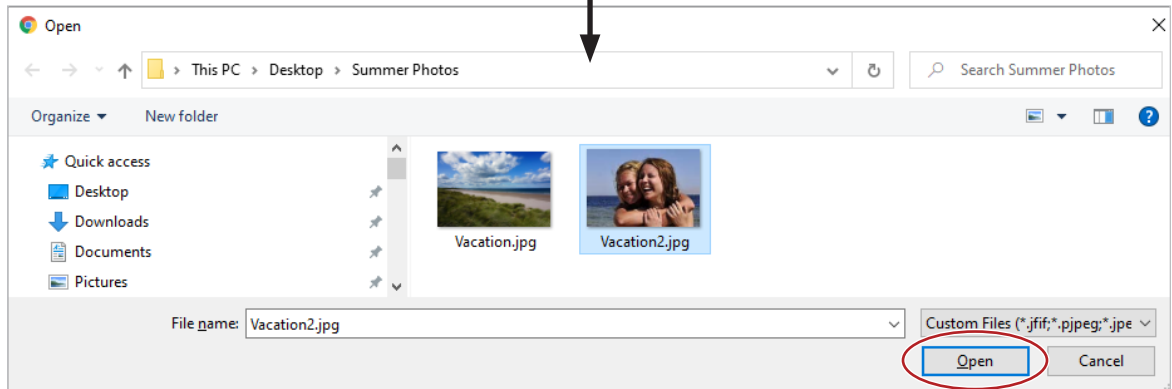 Open
This PC > Desktop > Summer Photos
Search Summer Photos
Organize
New folder
Quick access
Desktop
Downloads
Documents
Pictures
Vacation.jpg
Vacation2.jpg
File name: Vacation2.jpg
Custom Files (*.jfif;*.pjpeg;*.jpe
Open
Cancel